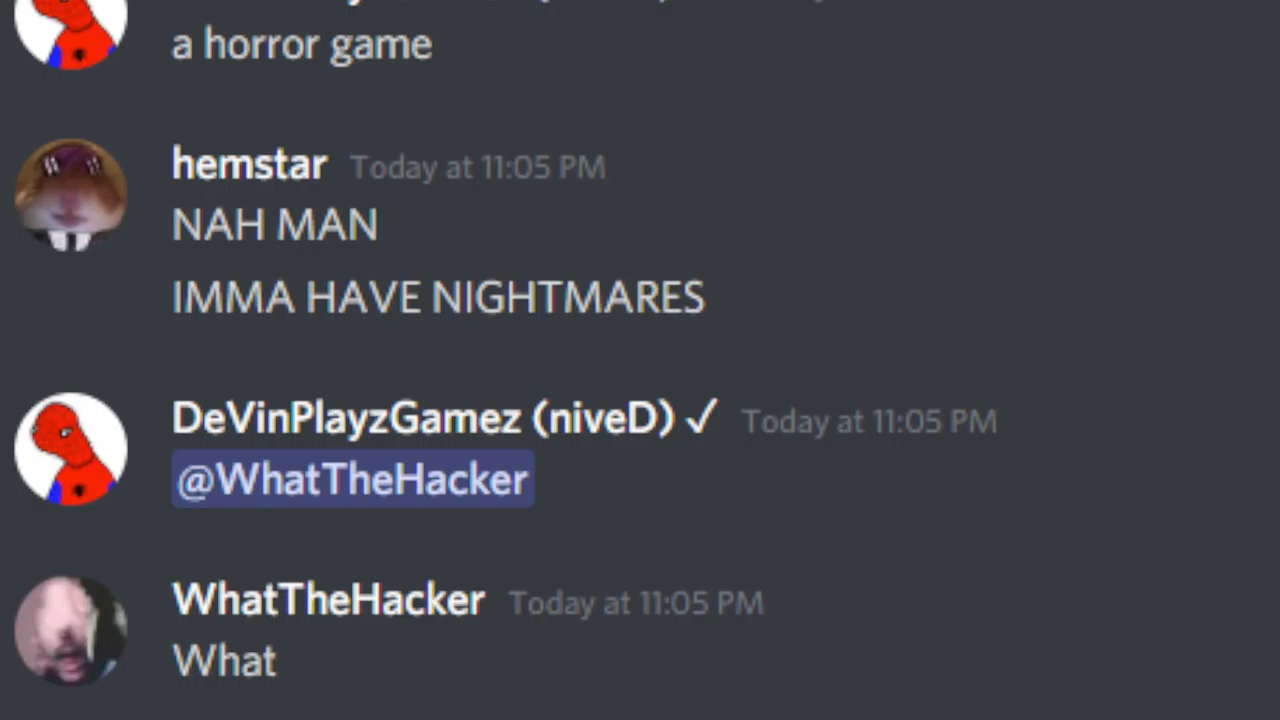 a horror game
hemstar Today at 11:05 PM
NAH MAN
IMMA HAVE NIGHTMARES
DeVinPlayzGamez (niveD) ✓ Today at 11:05 PM
@WhatTheHacker
WhatTheHacker Today at 11:05 PM
What